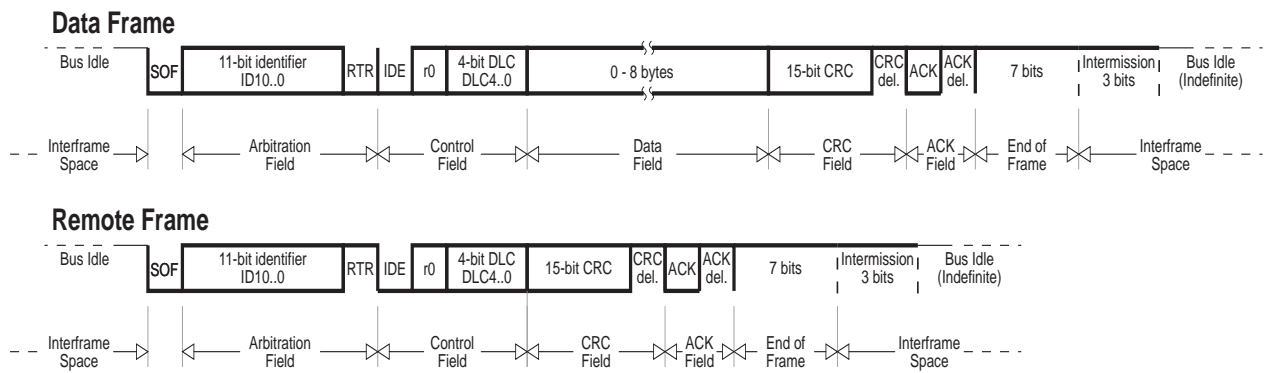 Data Frame
Bus Idle SOF 11-bit identifier ID10..0 RTR IDE r0 4-bit DLC DLC4..0 0 - 8 bytes 15-bit CRC CRC del. ACK ACK del. 7 bits Intermission 3 bits Bus Idle (Indefinite)
Interframe Space Arbitration Field Control Field Data Field CRC Field ACK Field End of Frame Interframe Space
Remote Frame
Bus Idle SOF 11-bit identifier ID10..0 RTR IDE r0 4-bit DLC DLC4..0 15-bit CRC CRC del. ACK ACK del. 7 bits Intermission 3 bits Bus Idle (Indefinite)
Interframe Space Arbitration Field Control Field CRC Field ACK Field End of Frame Interframe Space